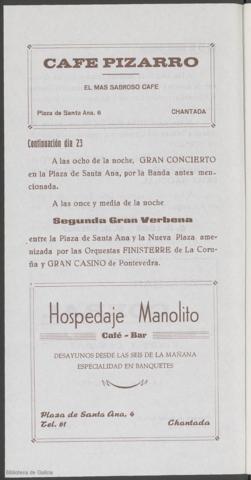 CAFE PIZARRO
EL MAS SABROSO CAFE
Plaza de Santa Ana, 6 CHANTADA
Continuación día 23
A las ocho de la noche, GRAN CONCIERTO
en la Plaza de Santa Ana, por la Banda antes men-
cionada.
A las once y media de la noche
Segunda Gran Verbena
entre la Plaza de Santa Ana y la Nueva Plaza ame-
nizada por las Orquestas FINISTERRE de La Coru-
ña y GRAN CASINO de Pontevedra.
Hospedaje Manolito
Café - Bar
DESAYUNOS DESDE LAS SEIS DE LA MAÑANA
ESPECIALIDAD EN BANQUETES
Plaza de Santa Ana, 4
Tel. 61 Chantada
Biblioteca de Galicia